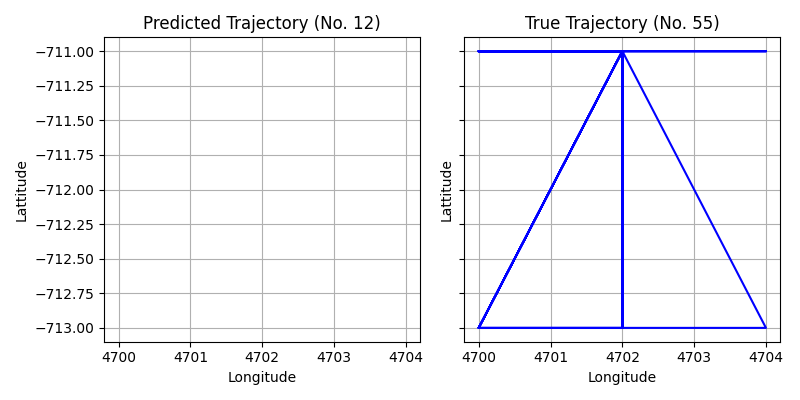 Predicted Trajectory (No. 12)
True Trajectory (No. 55)
−711.00
−711.25
−711.50
−711.75
−712.00
−712.25
−712.50
−712.75
−713.00
Lattitude
Lattitude
4700 4701 4702 4703 4704
4700 4701 4702 4703 4704
Longitude
Longitude